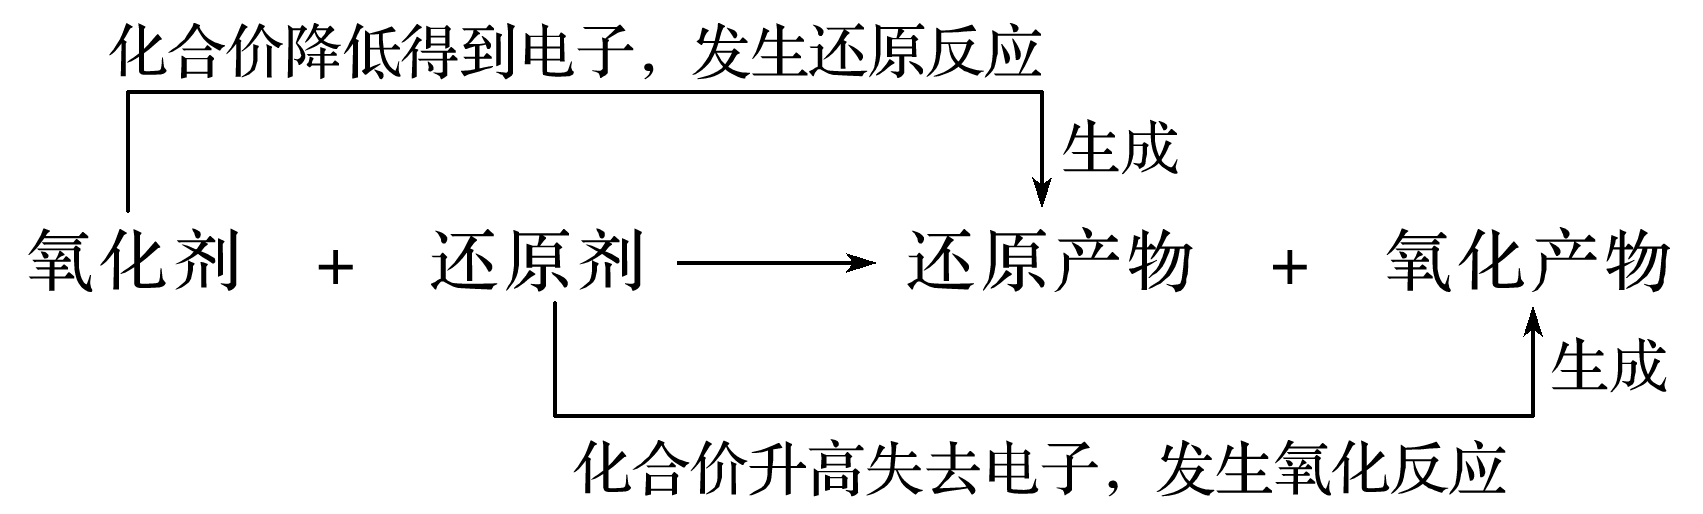 化合价降低得到电子，发生还原反应
生成
氧化剂 + 还原剂 → 还原产物 + 氧化产物
生成
化合价升高失去电子，发生氧化反应